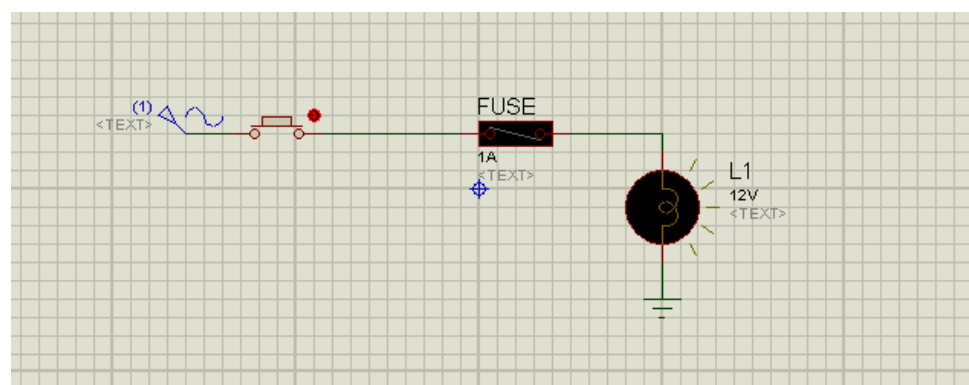 (1)
<TEXT>
FUSE
1A
<TEXT>
L1
12V
<TEXT>